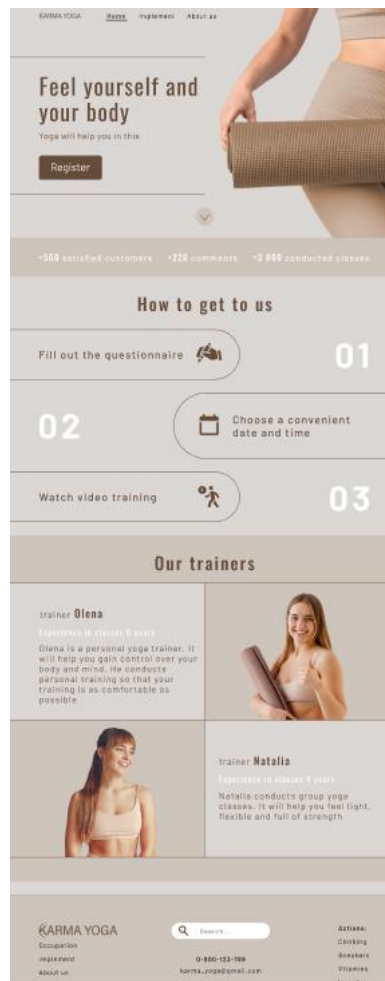 KARMA YOGA Home Implement About us
Feel yourself and
your body
Yoga will help you in this
Register
+500 satisfied customers +220 comments +3 000 conducted classes
How to get to us
Fill out the questionnaire 01
02 Choose a convenient
date and time
Watch video training 03
Our trainers
trainer Olena
Experience in classes 6 years
Olena is a personal yoga trainer. It
will help you gain control over your
body and mind. He conducts
personal training so that your
training is as comfortable as
possible
trainer Natalia
Experience in classes 9 years
Natalia conducts group yoga
classes. It will help you feel light,
flexible and full of strength
KARMA YOGA
Occupation
Implement
About us
Search...
0-800-123-789
karma_yoga@gmail.com
Actions:
Clothing
Sneakers
Vitamins